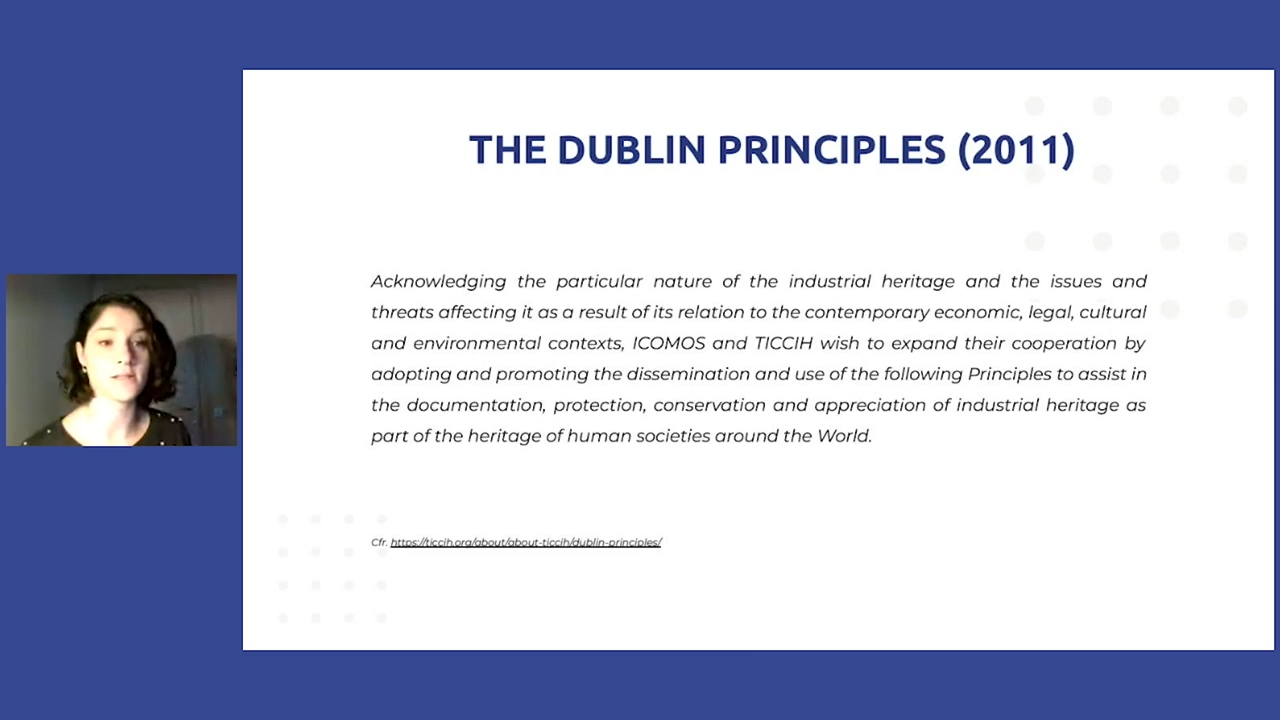 THE DUBLIN PRINCIPLES (2011)
Acknowledging the particular nature of the industrial heritage and the issues and
threats affecting it as a result of its relation to the contemporary economic, legal, cultural
and environmental contexts, ICOMOS and TICCIH wish to expand their cooperation by
adopting and promoting the dissemination and use of the following Principles to assist in
the documentation, protection, conservation and appreciation of industrial heritage as
part of the heritage of human societies around the World.
Cfr. https://ticcih.org/about/about-ticcih/dublin-principles/